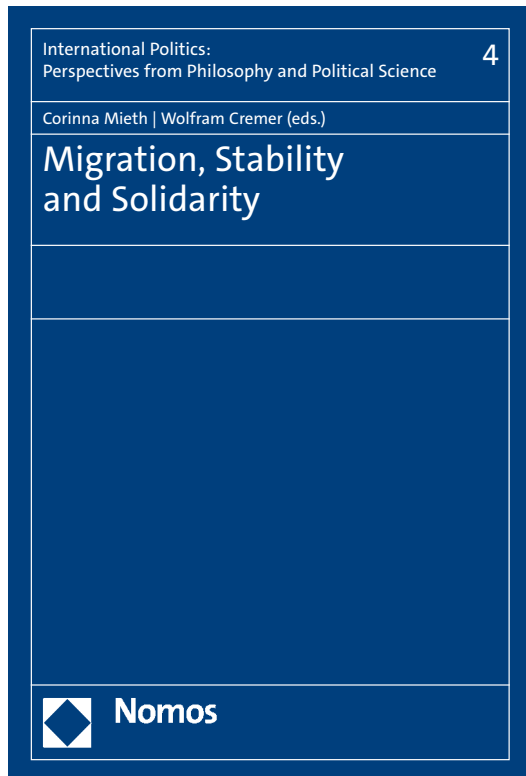 International Politics:
Perspectives from Philosophy and Political Science
4
Corinna Mieth | Wolfram Cremer (eds.)
Migration, Stability
and Solidarity
Nomos